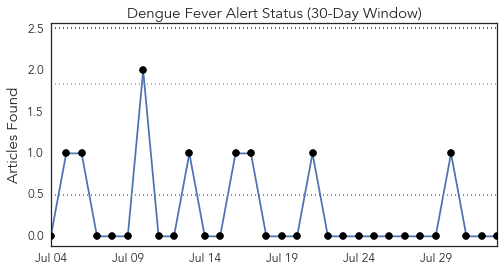 Dengue Fever Alert Status (30-Day Window)
Articles Found
2.5
2.0
1.5
1.0
0.5
0.0
Jul 04
Jul 09
Jul 14
Jul 19
Jul 24
Jul 29